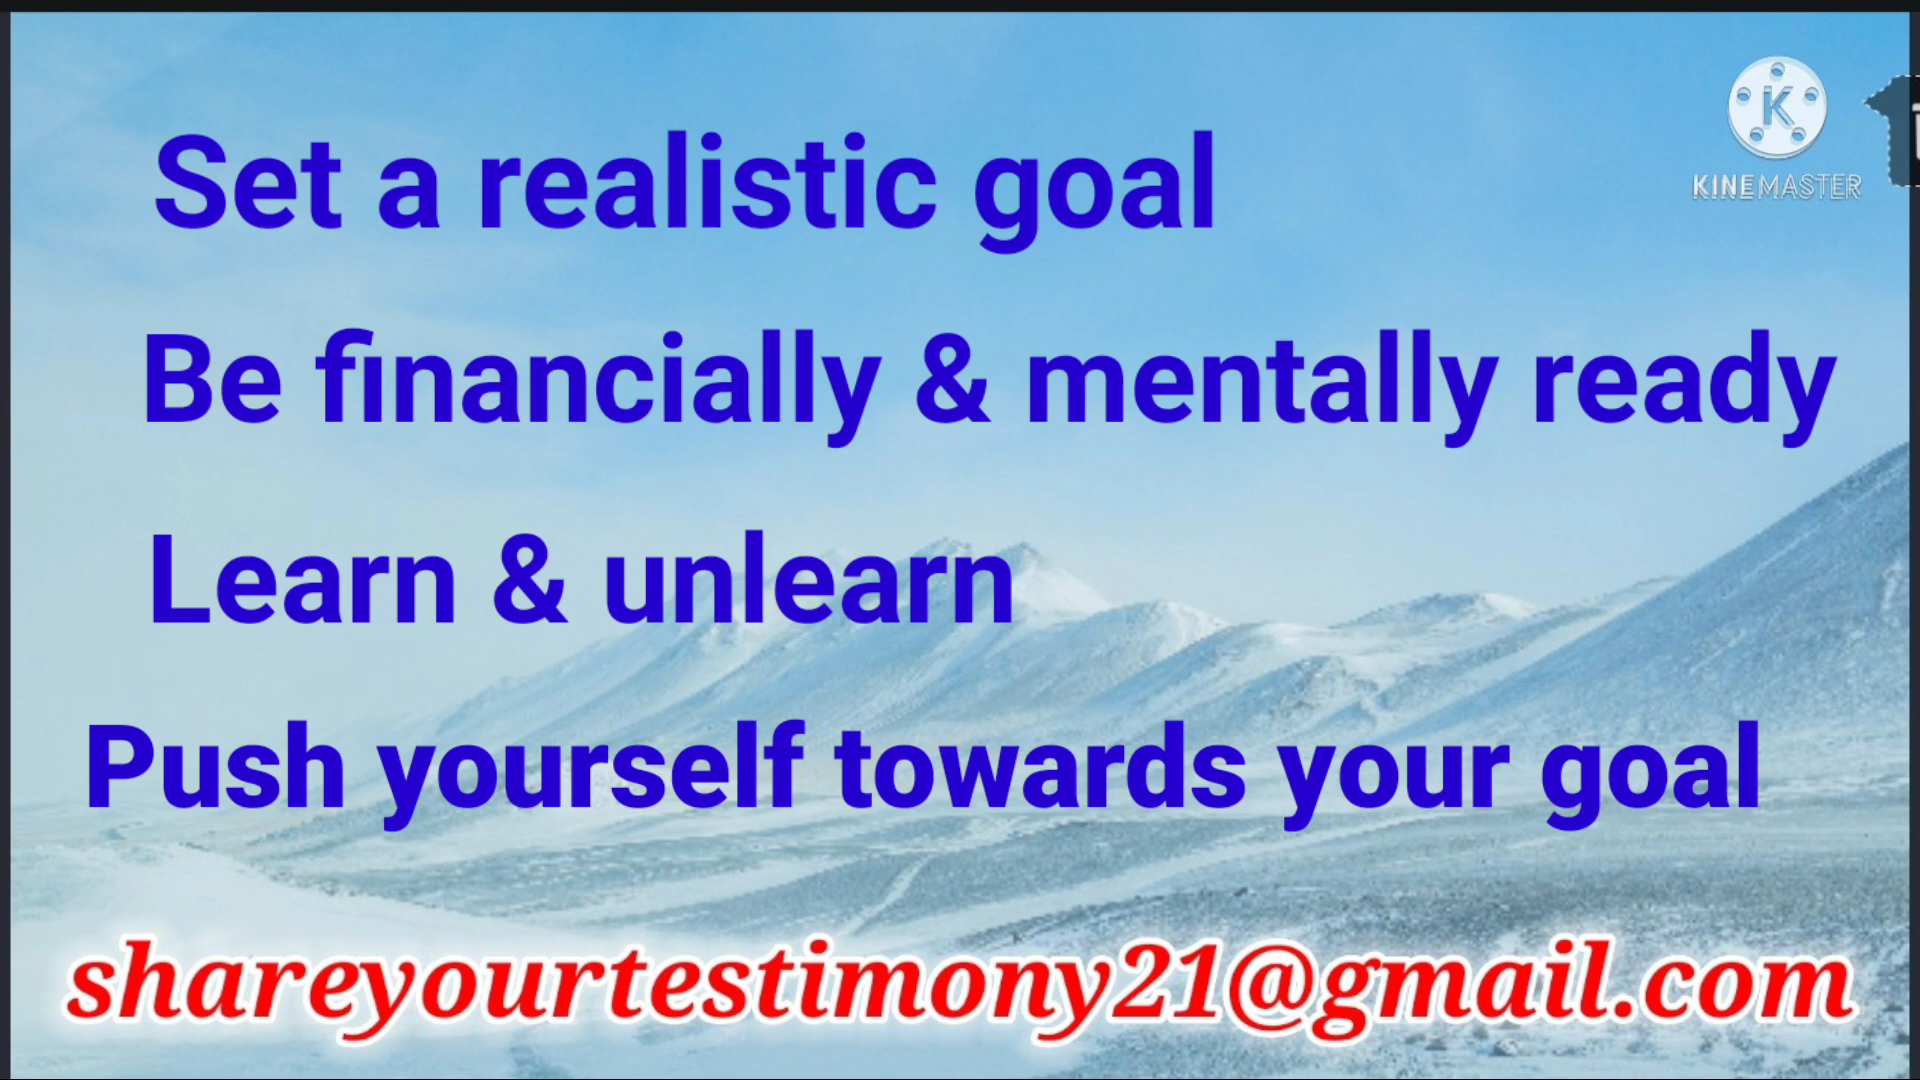 Set a realistic goal
K
KINEMASTER
Be financially & mentally ready
Learn & unlearn
Push yourself towards your goal
shareyourtestimony21@gmail.com